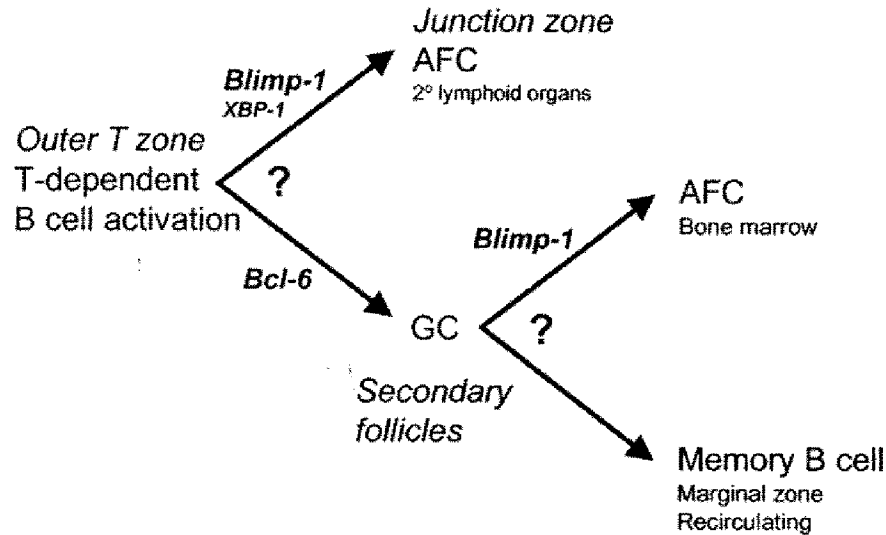 Junction zone
AFC
2º lymphoid organs
Blimp-1
XBP-1
Outer T zone
T-dependent
B cell activation
?
Bcl-6
GC
Secondary
follicles
Blimp-1
?
AFC
Bone marrow
Memory B cell
Marginal zone
Recirculating